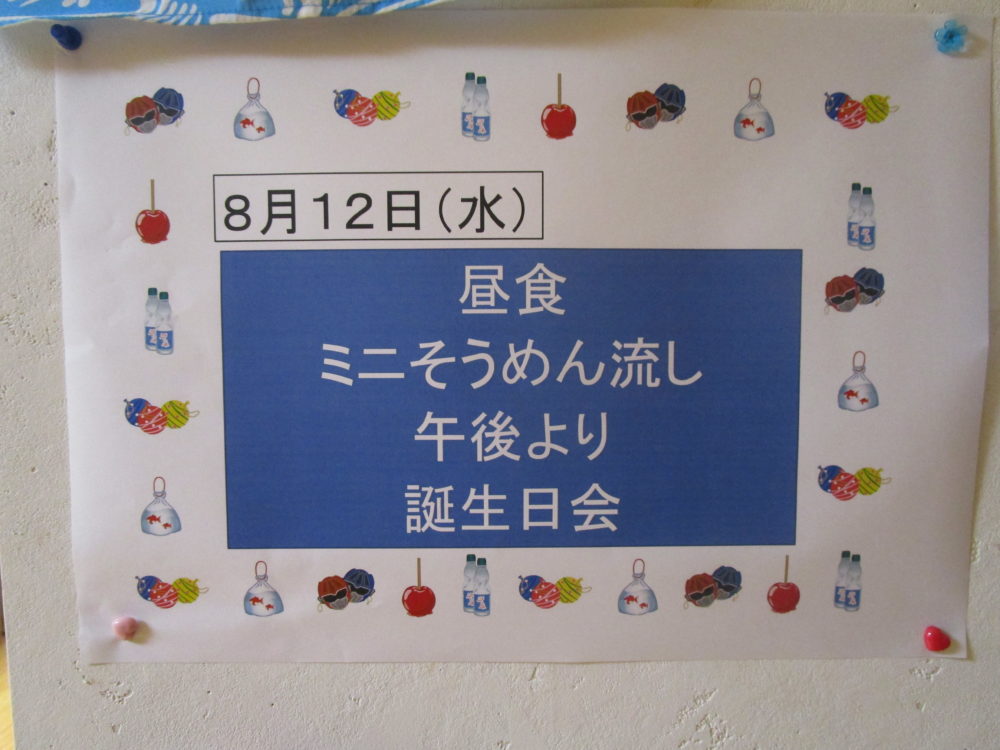 8月12日（水）
昼食
ミニそうめん流し
午後より
誕生日会